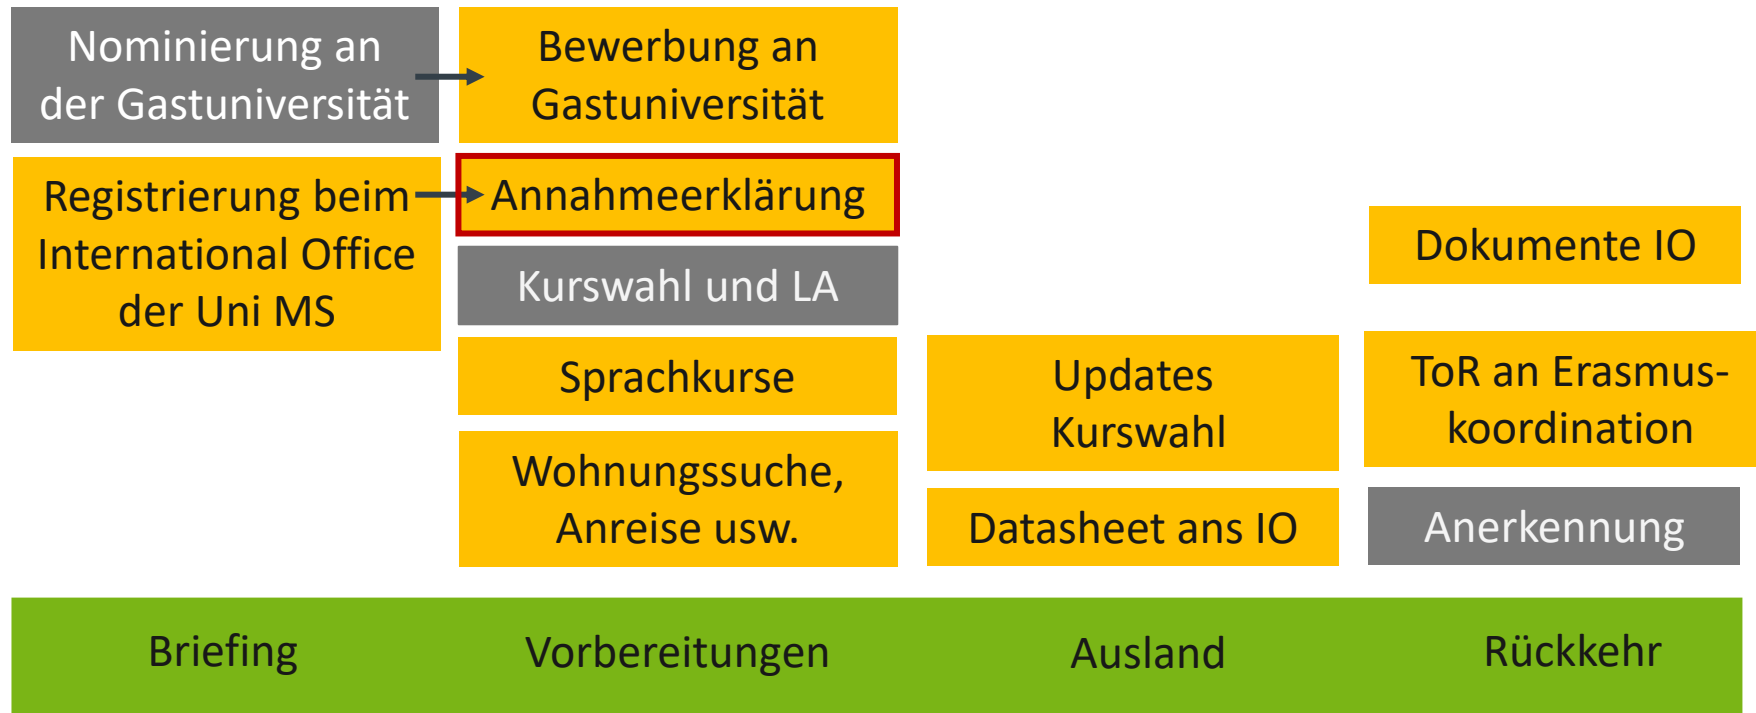 Nominierung an
der Gastuniversität
Registrierung beim
International Office
der Uni MS
Bewerbung an
Gastuniversität
Annahmeerklärung
Kurswahl und LA
Sprachkurse
Wohnungssuche,
Anreise usw.
Updates
Kurswahl
Datasheet ans IO
Dokumente IO
ToR an Erasmus-
koordination
Anerkennung
Briefing
Vorbereitungen
Ausland
Rückkehr